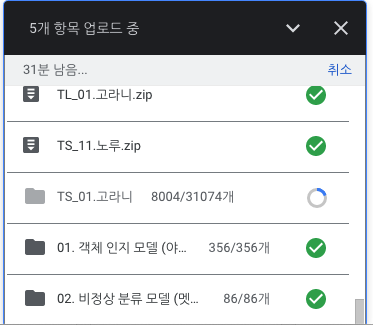 5개 항목 업로드 중
31분 남음... 취소
TL_01.고라니.zip
TS_11.노루.zip
TS_01.고라니 8004/31074개
01. 객체 인지 모델 (야... 356/356개
02. 비정상 분류 모델 (멧... 86/86개